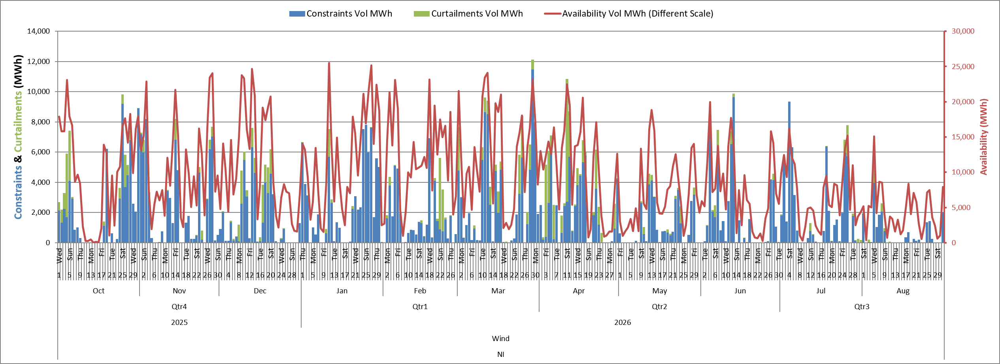 Constraints Vol MWh Curtailments Vol MWh Availability Vol MWh (Different Scale)
Constraints & Curtailments (MWh)
14,000
12,000
10,000
8,000
6,000
4,000
2,000
0
30,000
25,000
20,000
15,000
10,000
5,000
0
Availability (MWh)
Wed Sun Thu Mon Fri Tue Sat Wed Sun Thu Mon Fri Tue Sat Wed Sun Thu Mon Fri Tue Sat Wed Sun Thu Mon Fri Tue Sat Wed Sun Thu Mon Fri Tue Sat Wed Sun Thu Mon Fri Tue Sat Wed Sun Thu Mon Fri Tue Sat Wed Sun Thu Mon Fri Tue Sat Wed Sun Thu Mon Fri Tue Sat Wed Sun Thu Mon Fri Tue Sat Wed Sun Thu Mon Fri Tue Sat Wed Sun Thu Mon Fri Tue Sat
1 5 9 13 17 21 25 29 2 6 10 14 18 22 26 30 4 8 12 16 20 24 28 1 5 9 13 17 21 25 29 2 6 10 14 18 22 26 2 6 10 14 18 22 26 30 3 7 11 15 19 23 27 1 5 9 13 17 21 25 29 2 6 10 14 18 22 26 30 4 8 12 16 20 24 28 1 5 9 13 17 21 25 29
Oct Nov Dec Jan Feb Mar Apr May Jun Jul Aug
Qtr4 Qtr1 Qtr2 Qtr3
2025 2026
Wind
NI